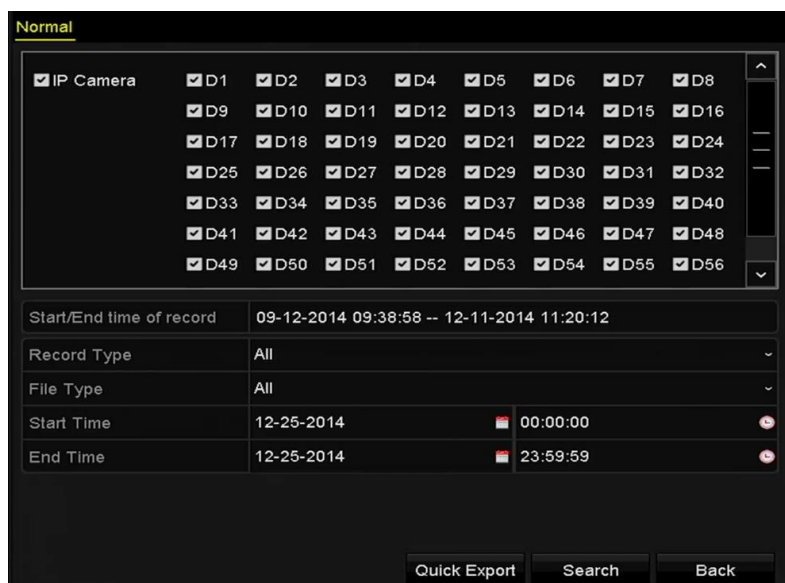 Normal
IP Camera D1 D2 D3 D4 D5 D6 D7 D8
D9 D10 D11 D12 D13 D14 D15 D16
D17 D18 D19 D20 D21 D22 D23 D24
D25 D26 D27 D28 D29 D30 D31 D32
D33 D34 D35 D36 D37 D38 D39 D40
D41 D42 D43 D44 D45 D46 D47 D48
D49 D50 D51 D52 D53 D54 D55 D56
Start/End time of record 09-12-2014 09:38:58 -- 12-11-2014 11:20:12
Record Type All
File Type All
Start Time 12-25-2014 00:00:00
End Time 12-25-2014 23:59:59
Quick Export Search Back